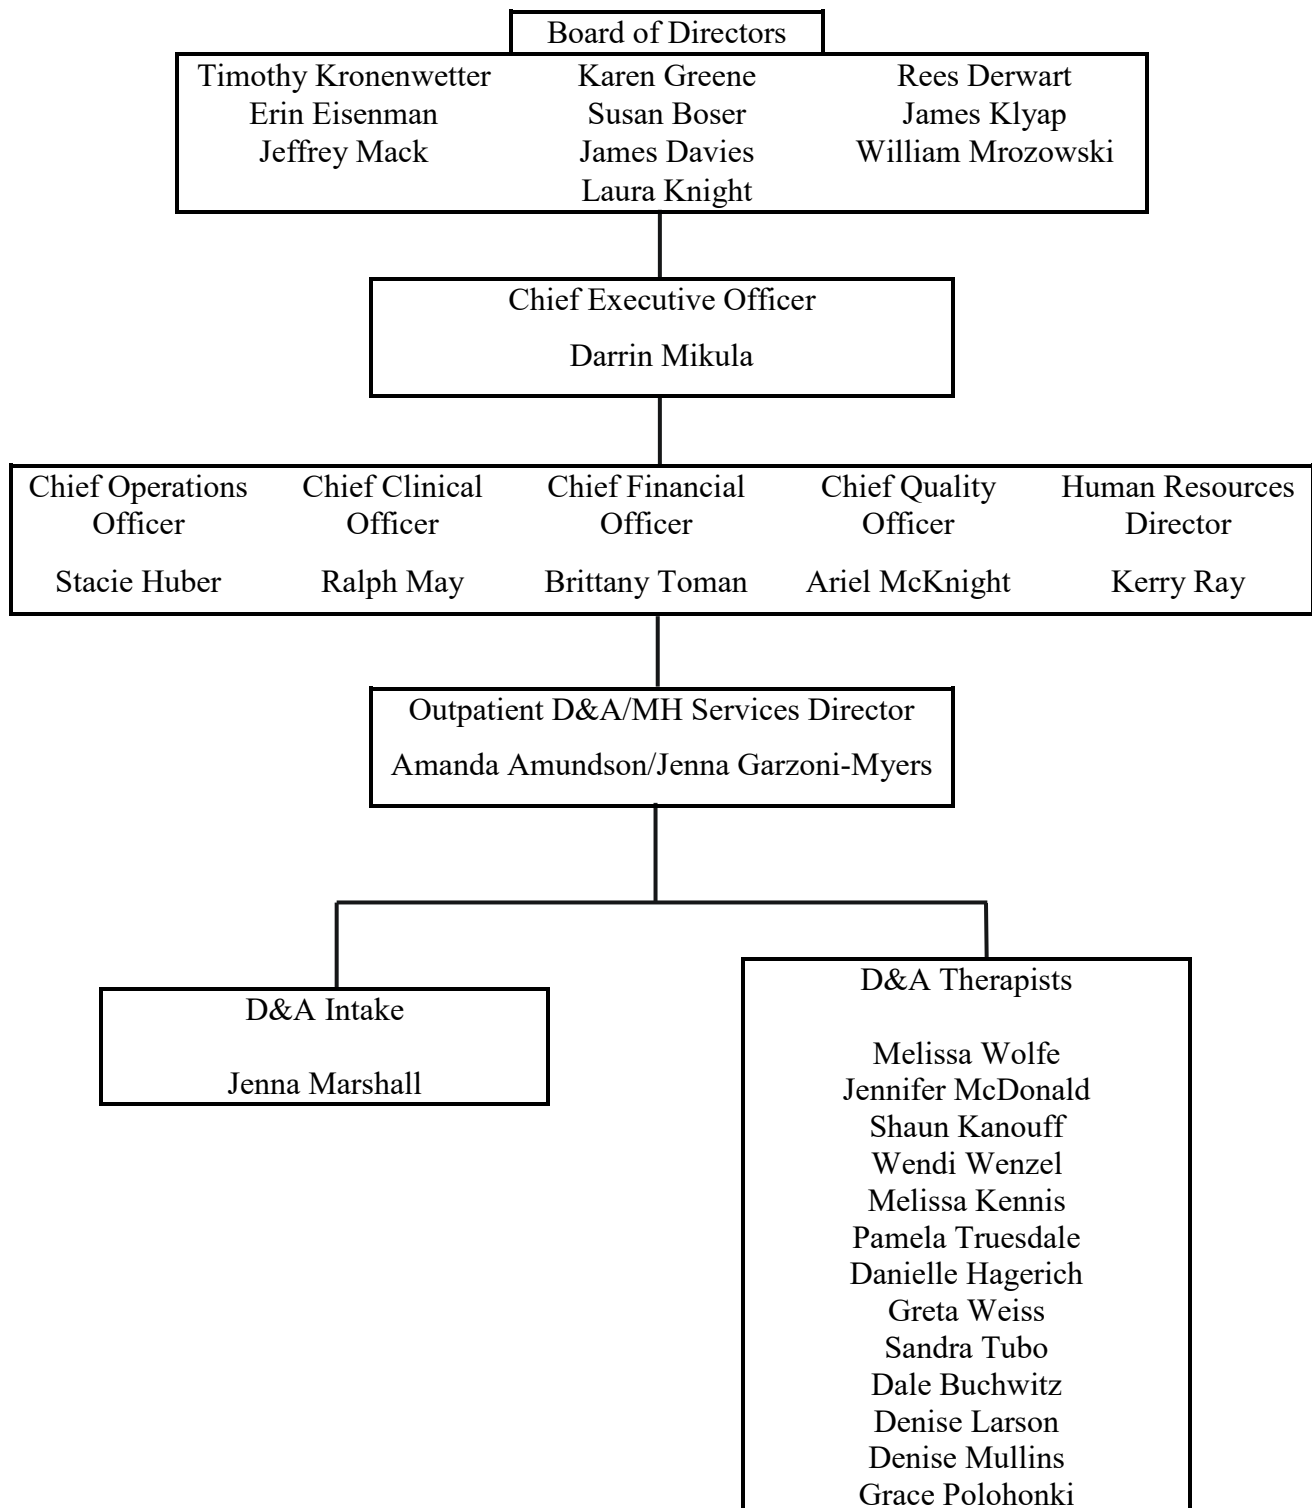 Board of Directors
Timothy Kronenwetter Karen Greene Rees Derwart
Erin Eisenman Susan Boser James Klyap
Jeffrey Mack James Davies William Mrozowski
Laura Knight
Chief Executive Officer
Darrin Mikula
Chief Operations Chief Clinical Chief Financial Chief Quality Human Resources
Officer Officer Officer Officer Director
Stacie Huber Ralph May Brittany Toman Ariel McKnight Kerry Ray
Outpatient D&A/MH Services Director
Amanda Amundson/Jenna Garzoni-Myers
D&A Intake
Jenna Marshall
D&A Therapists
Melissa Wolfe
Jennifer McDonald
Shaun Kanouff
Wendi Wenzel
Melissa Kennis
Pamela Truesdale
Danielle Hagerich
Greta Weiss
Sandra Tubo
Dale Buchwitz
Denise Larson
Denise Mullins
Grace Polohonki